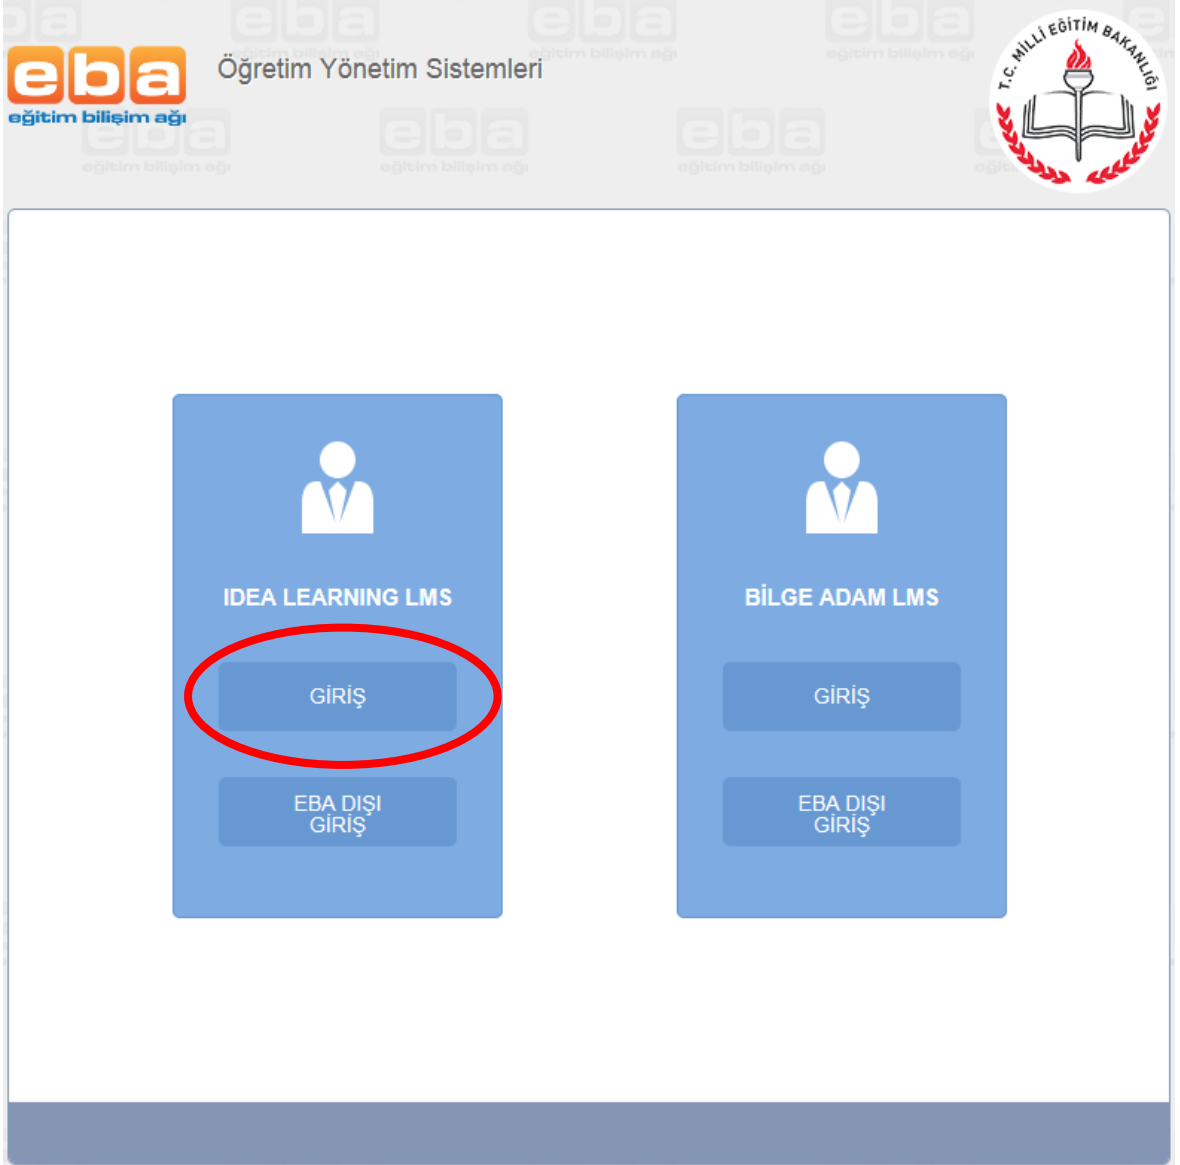 eba
eğitim bilişim ağı
Öğretim Yönetim Sistemleri
T.C. MİLLİ EĞİTİM BAKANLIĞI
IDEA LEARNING LMS
GİRİŞ
EBA DIŞI
GİRİŞ
BİLGE ADAM LMS
GİRİŞ
EBA DIŞI
GİRİŞ